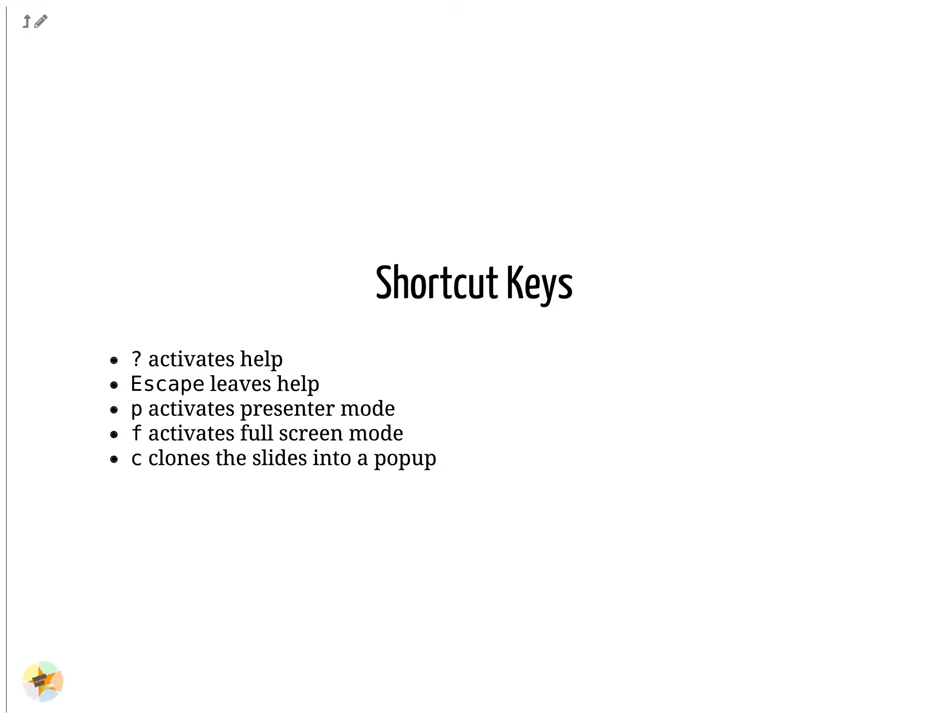 Shortcut Keys
? activates help
Escape leaves help
p activates presenter mode
f activates full screen mode
c clones the slides into a popup